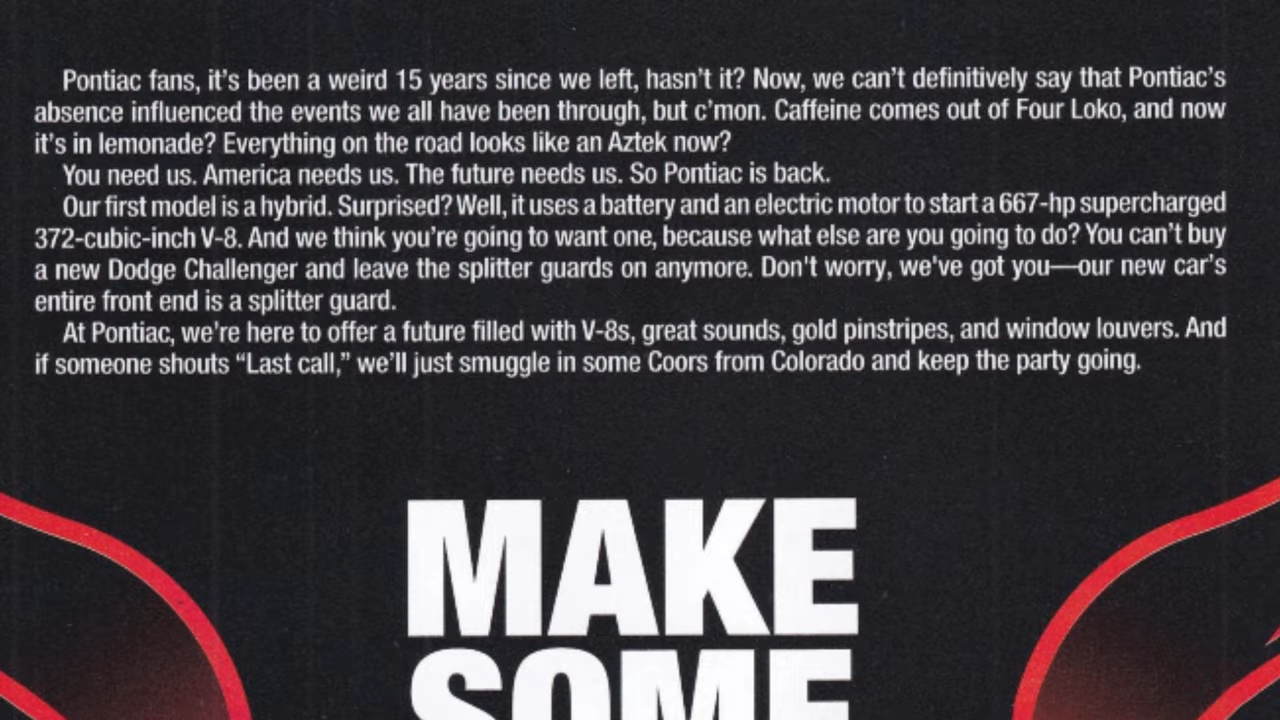 Pontiac fans, it’s been a weird 15 years since we left, hasn’t it? Now, we can’t definitively say that Pontiac’s
absence influenced the events we all have been through, but c’mon. Caffeine comes out of Four Loko, and now
it’s in lemonade? Everything on the road looks like an Aztek now?
You need us. America needs us. The future needs us. So Pontiac is back.
Our first model is a hybrid. Surprised? Well, it uses a battery and an electric motor to start a 667-hp supercharged
372-cubic-inch V-8. And we think you’re going to want one, because what else are you going to do? You can’t buy
a new Dodge Challenger and leave the splitter guards on anymore. Don't worry, we've got you—our new car’s
entire front end is a splitter guard.
At Pontiac, we’re here to offer a future filled with V-8s, great sounds, gold pinstripes, and window louvers. And
if someone shouts “Last call,” we’ll just smuggle in some Coors from Colorado and keep the party going.
MAKE
SOME